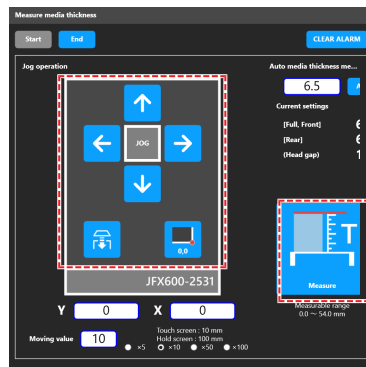 Measure media thickness
Start
End
CLEAR ALARM
Jog operation
Auto media thickness me...
6.5
Current settings
[Full, Front]
[Rear]
(Head gap)
JOG
0,0
T
Measure
JFX600-2531
Measurable range
0.0 ～ 54.0 mm
Y
0
X
0
Moving value
10
Touch screen : 10 mm
Hold screen : 100 mm
×5
×10
×50
×100